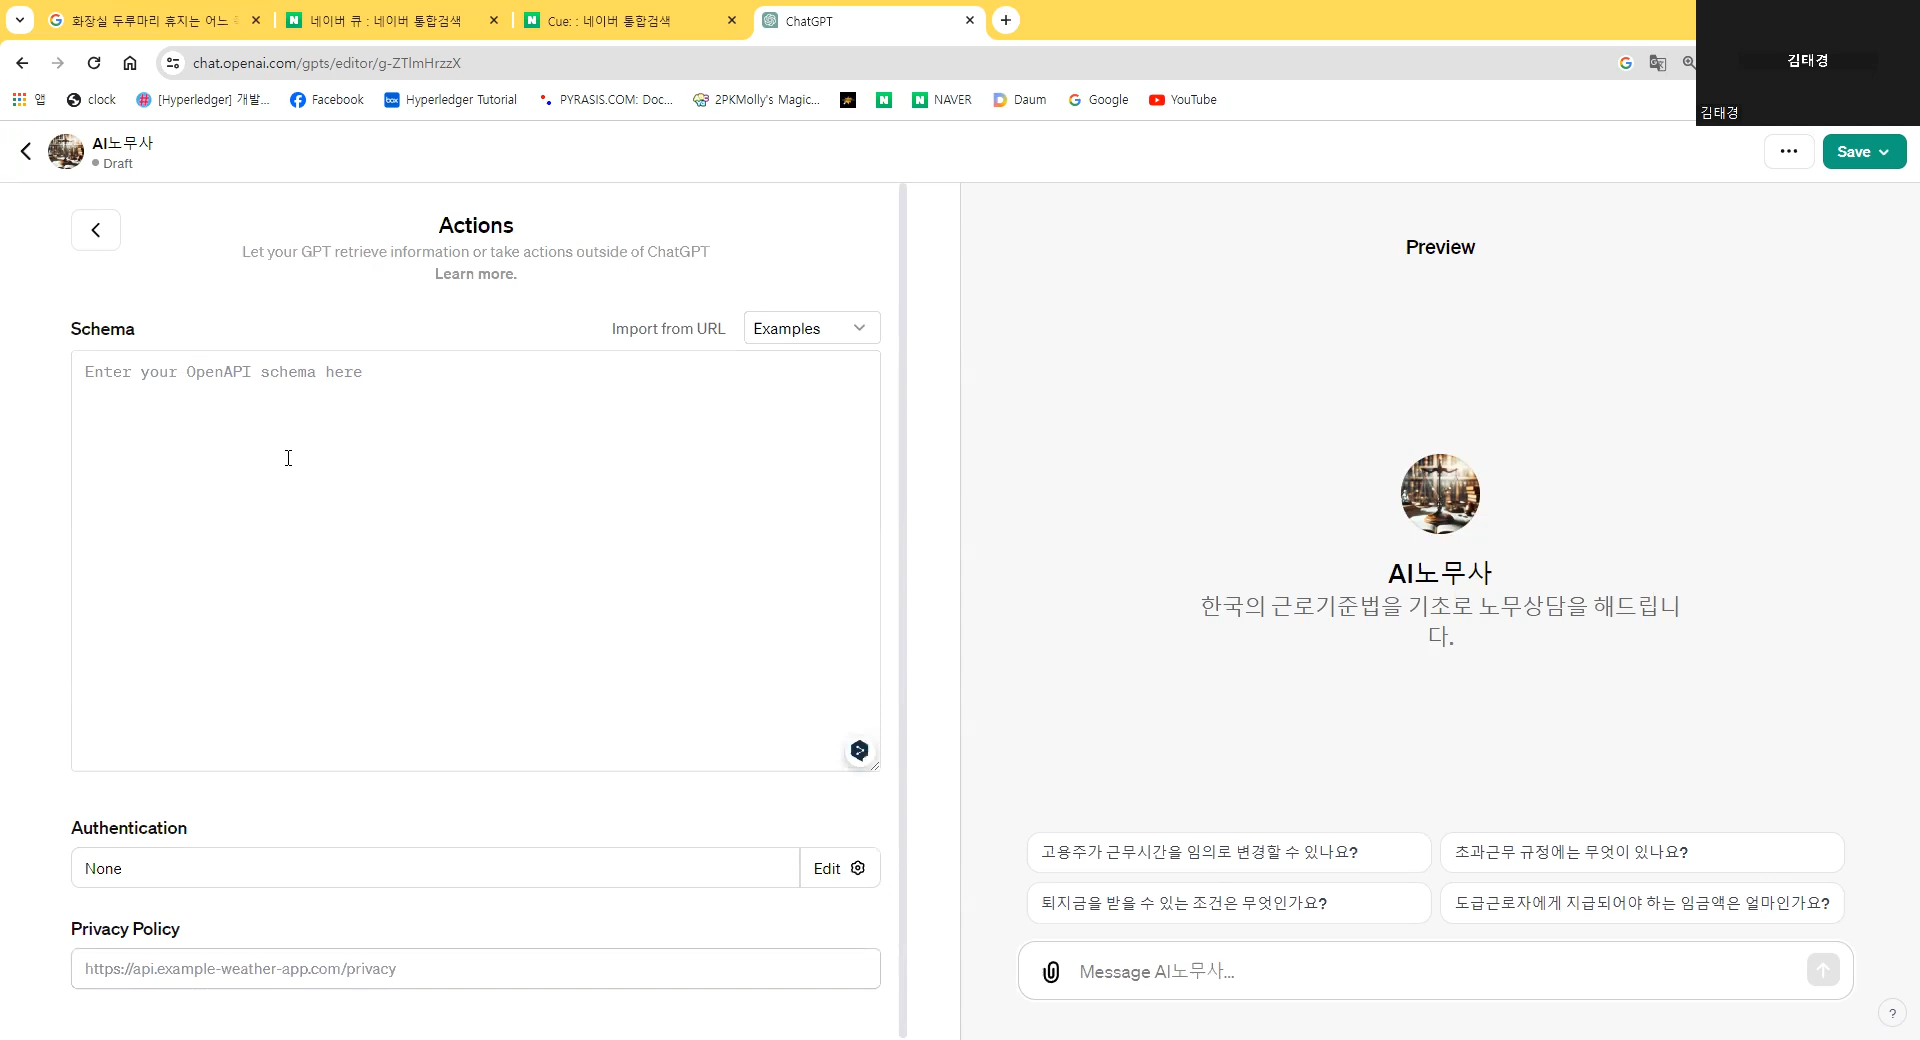 화장실 두루마리 휴지는 어느
네이버 큐 : 네이버 통합검색
Cue: : 네이버 통합검색
ChatGPT
chat.openai.com/gpts/editor/g-ZTlmHrzzX
앱
clock
[Hyperledger] 개발...
Facebook
Hyperledger Tutorial
PYRASIS.COM: Doc...
2PKMolly's Magic...
NAVER
Daum
Google
YouTube
김태경
김태경
AI노무사
Draft
Save
Actions
Let your GPT retrieve information or take actions outside of ChatGPT
Learn more.
Schema
Import from URL
Examples
Enter your OpenAPI schema here
Authentication
None
Edit
Privacy Policy
https://api.example-weather-app.com/privacy
Preview
AI노무사
한국의 근로기준법을 기초로 노무상담을 해드립니
다.
고용주가 근무시간을 임의로 변경할 수 있나요?
초과근무 규정에는 무엇이 있나요?
퇴지금을 받을 수 있는 조건은 무엇인가요?
도급근로자에게 지급되어야 하는 임금액은 얼마인가요?
Message AI노무사...
?